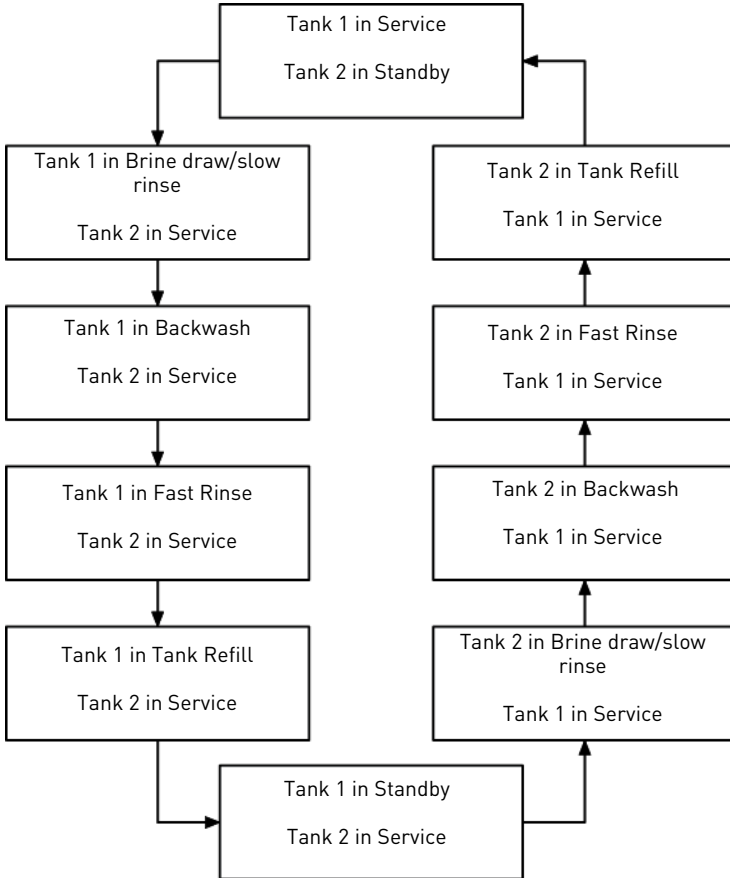 Tank 1 in Service
Tank 2 in Standby
Tank 1 in Brine draw/slow
rinse
Tank 2 in Service
Tank 1 in Backwash
Tank 2 in Service
Tank 1 in Fast Rinse
Tank 2 in Service
Tank 1 in Tank Refill
Tank 2 in Service
Tank 1 in Standby
Tank 2 in Service
Tank 2 in Brine draw/slow
rinse
Tank 1 in Service
Tank 2 in Backwash
Tank 1 in Service
Tank 2 in Fast Rinse
Tank 1 in Service
Tank 2 in Tank Refill
Tank 1 in Service